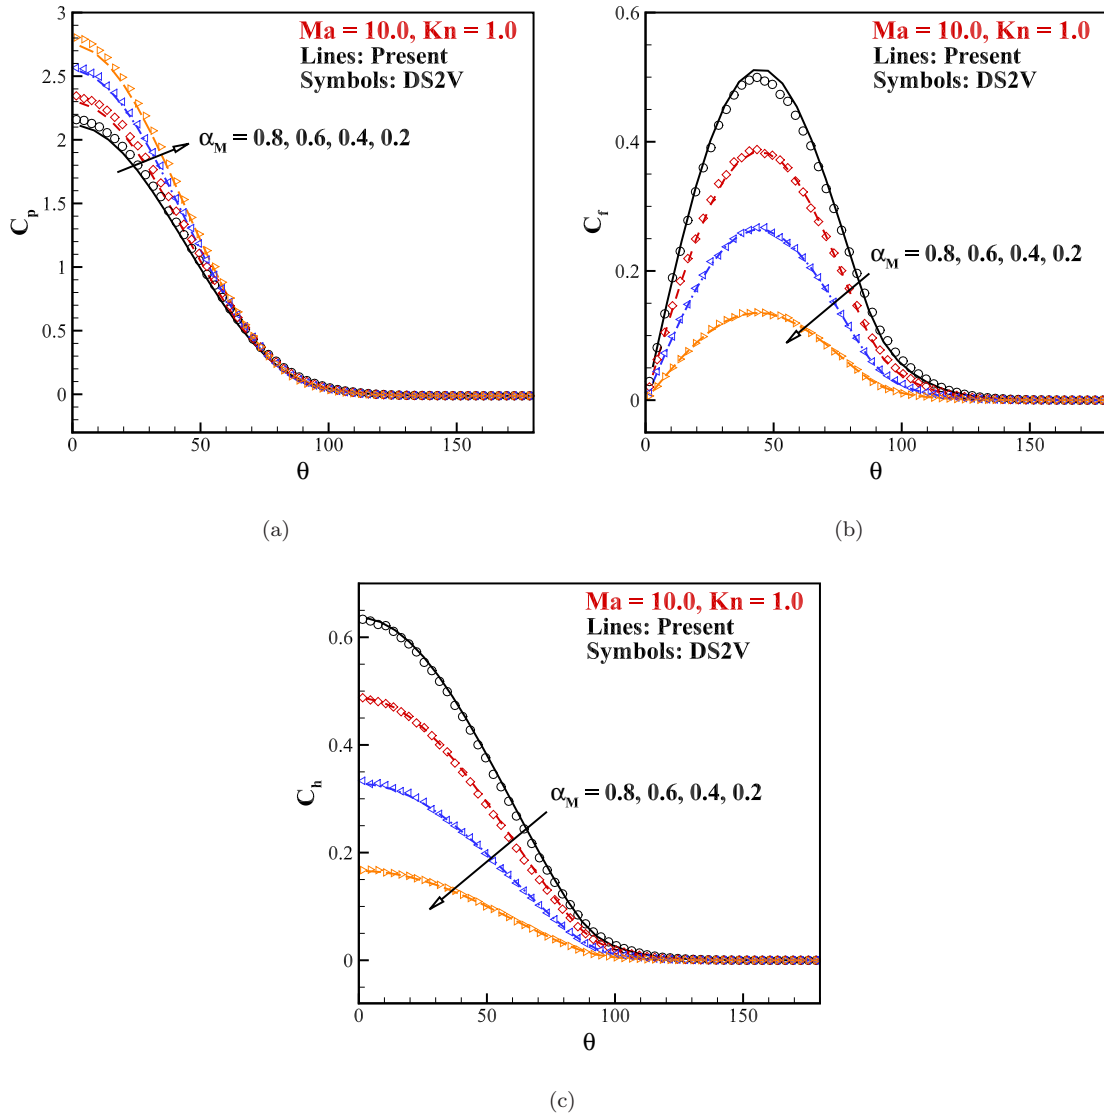 Ma = 10.0, Kn = 1.0
Lines: Present
Symbols: DS2V
α_M = 0.8, 0.6, 0.4, 0.2
C_p
3
2.5
2
1.5
1
0.5
0
0 50 100 150
θ
(a)
Ma = 10.0, Kn = 1.0
Lines: Present
Symbols: DS2V
α_M = 0.8, 0.6, 0.4, 0.2
C_f
0.6
0.4
0.2
0
0 50 100 150
θ
(b)
Ma = 10.0, Kn = 1.0
Lines: Present
Symbols: DS2V
α_M = 0.8, 0.6, 0.4, 0.2
C_h
0.6
0.4
0.2
0
0 50 100 150
θ
(c)